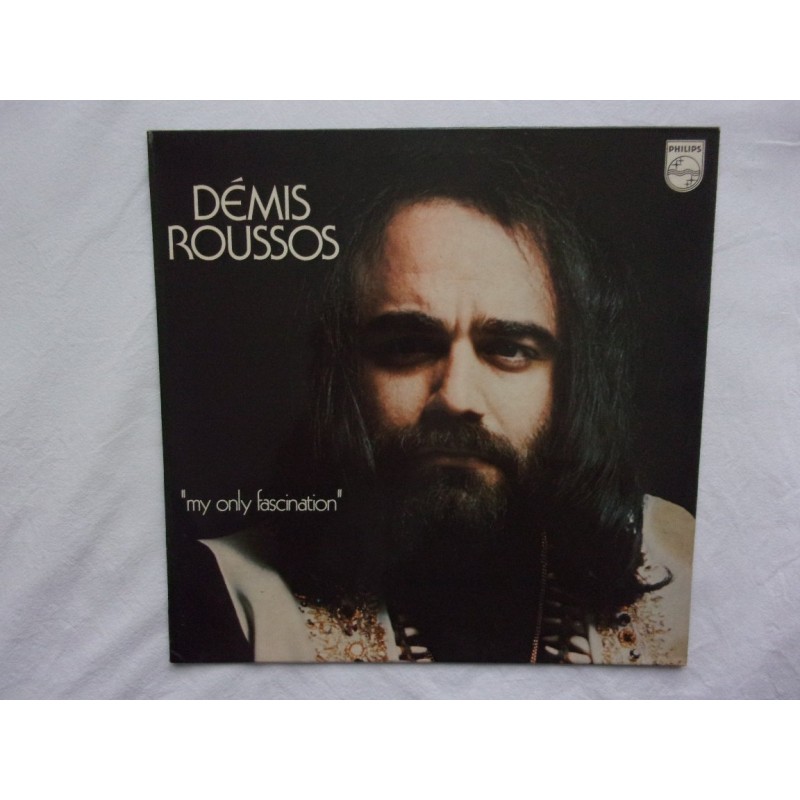 PHILIPS
DÉMIS
ROUSSOS
"my only fascination"